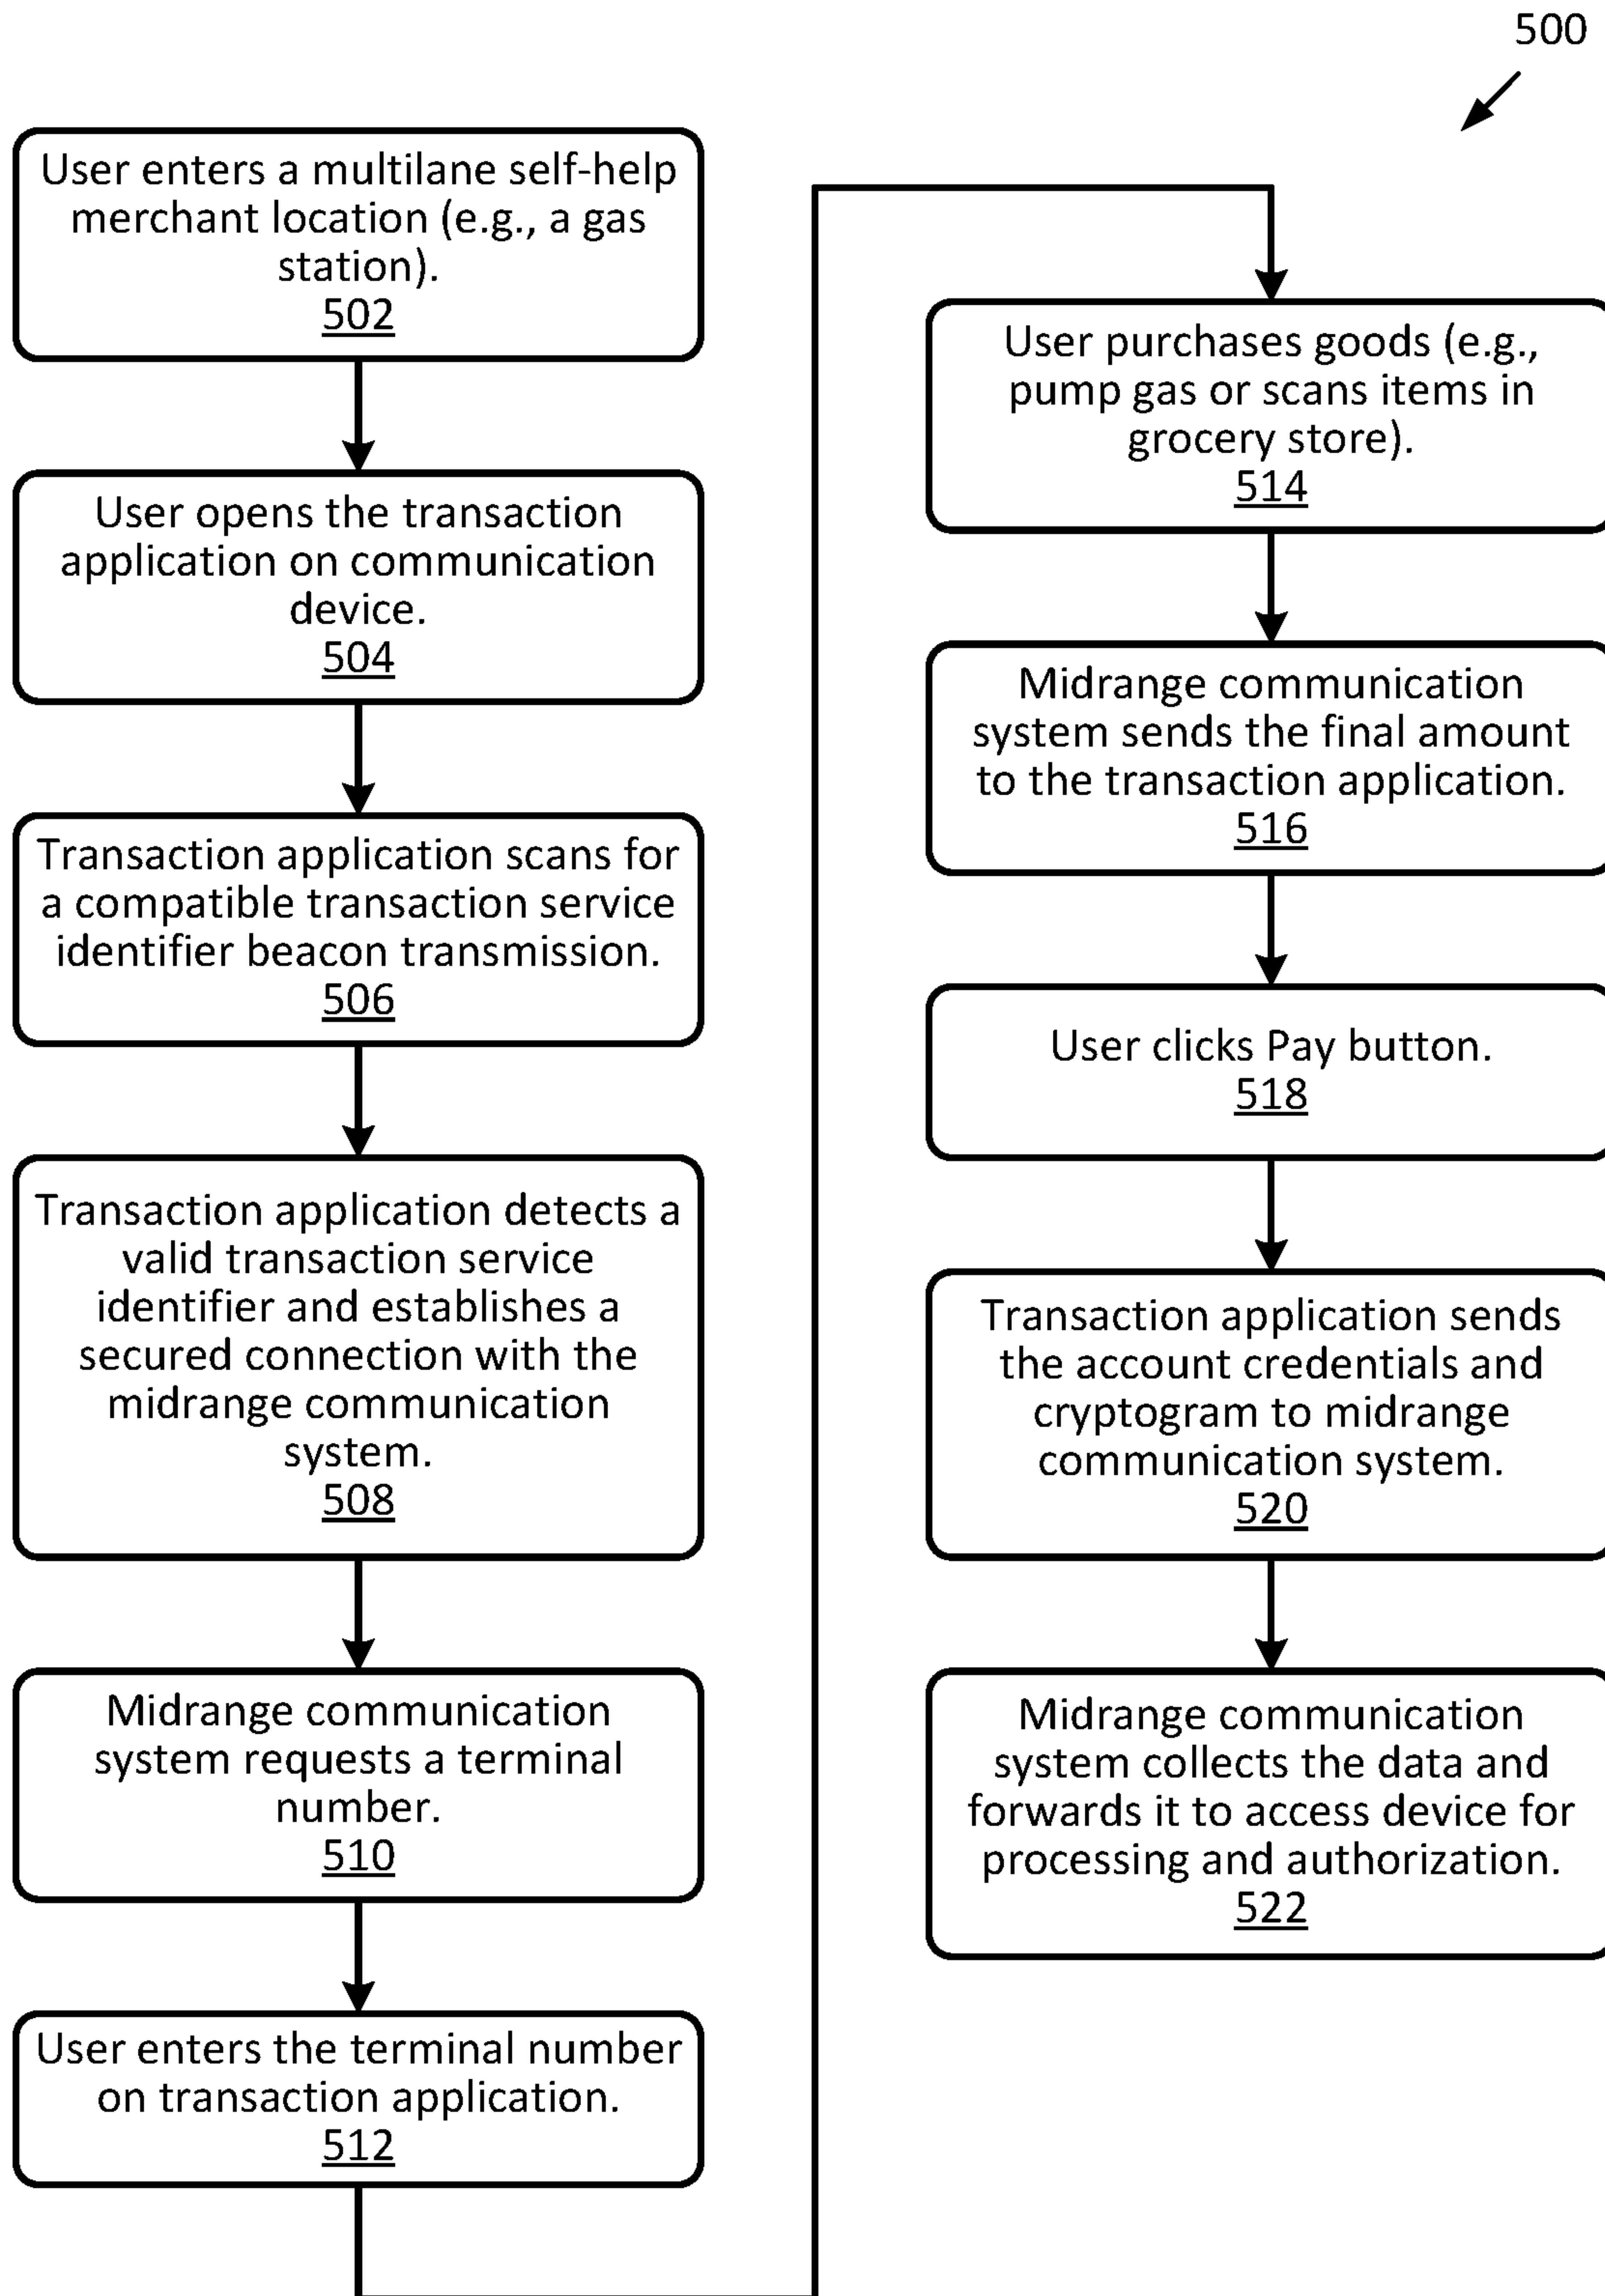 500
User enters a multilane self-help
merchant location (e.g., a gas
station).
502
User opens the transaction
application on communication
device.
504
Transaction application scans for
a compatible transaction service
identifier beacon transmission.
506
Transaction application detects a
valid transaction service
identifier and establishes a
secured connection with the
midrange communication
system.
508
Midrange communication
system requests a terminal
number.
510
User enters the terminal number
on transaction application.
512
User purchases goods (e.g.,
pump gas or scans items in
grocery store).
514
Midrange communication
system sends the final amount
to the transaction application.
516
User clicks Pay button.
518
Transaction application sends
the account credentials and
cryptogram to midrange
communication system.
520
Midrange communication
system collects the data and
forwards it to access device for
processing and authorization.
522